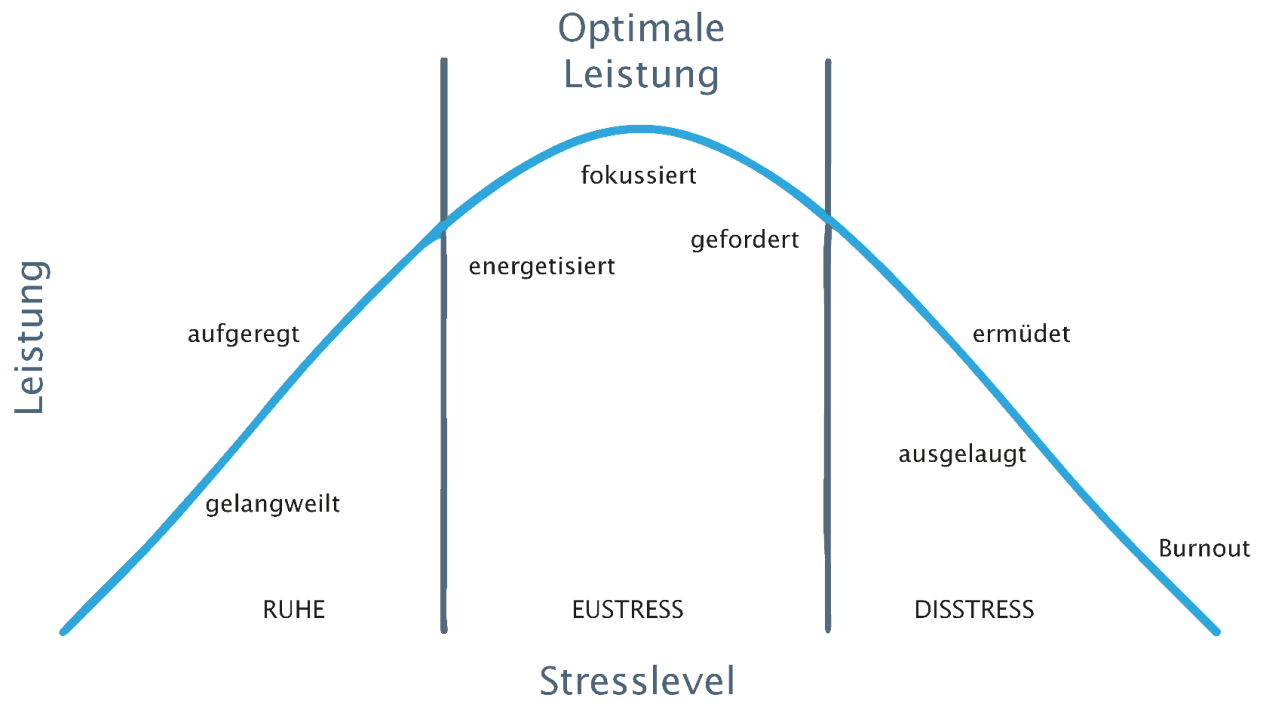 Optimale
Leistung
fokussiert
gefordert
energetisiert
Leistung
aufgeregt
ermüdet
ausgelaugt
gelangweilt
Burnout
RUHE
EUSTRESS
DISSTRESS
Stresslevel